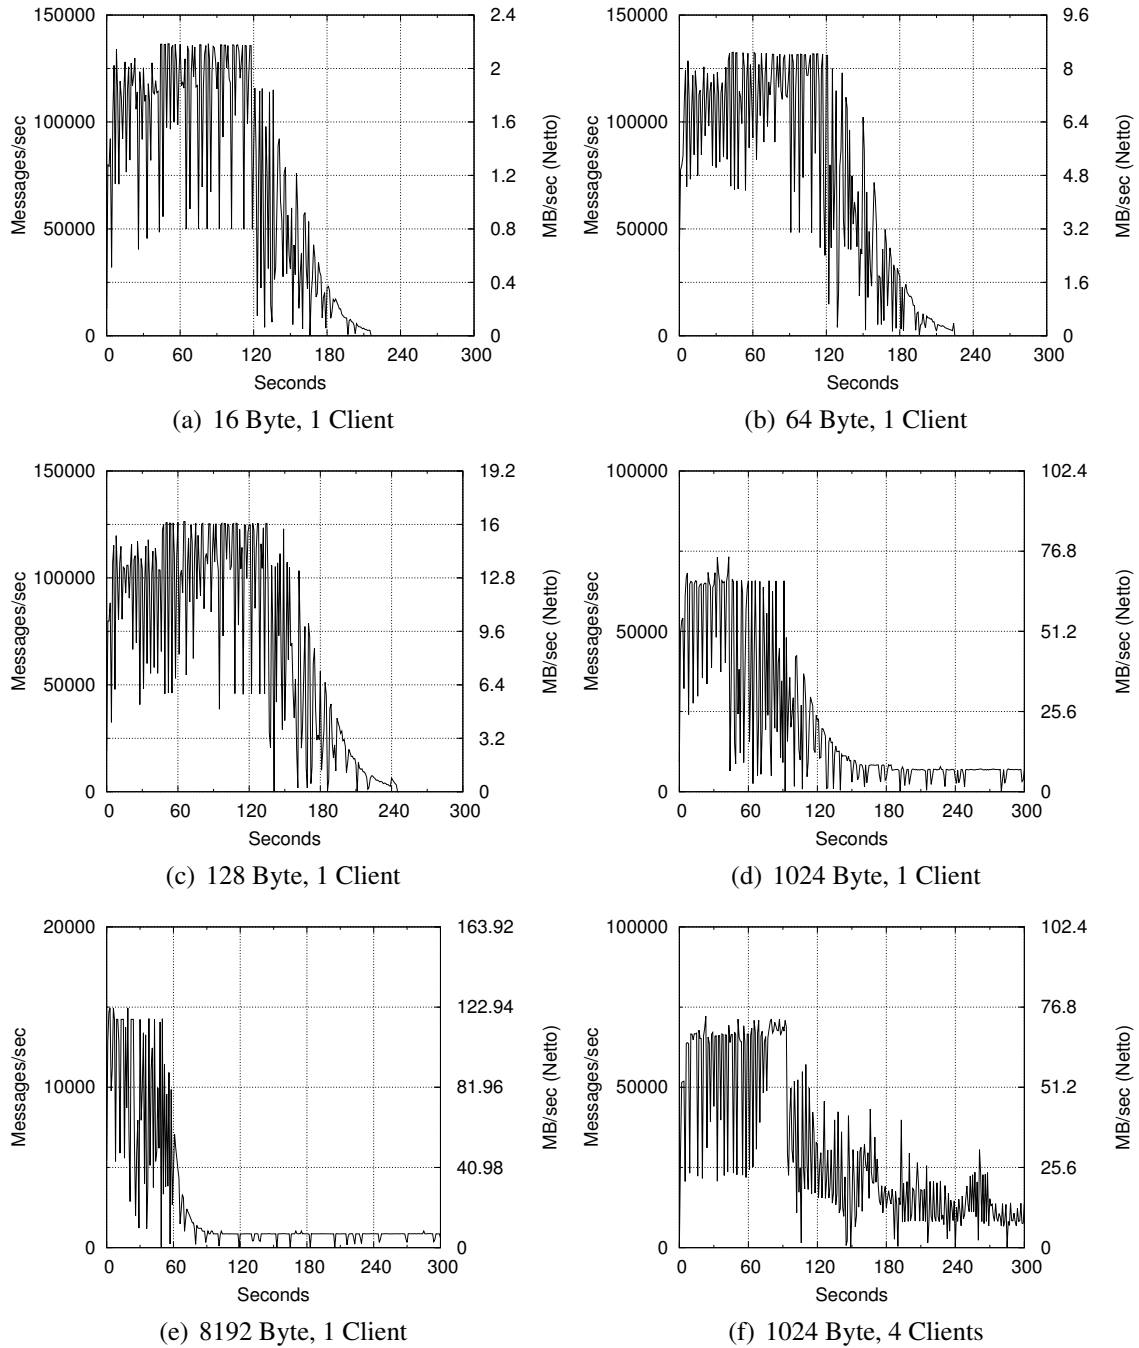 150000
100000
50000
0
Messages/sec
2.4
2
1.6
1.2
0.8
0.4
0
MB/sec (Netto)
0 60 120 180 240 300
Seconds
(a) 16 Byte, 1 Client
150000
100000
50000
0
Messages/sec
9.6
8
6.4
4.8
3.2
1.6
0
MB/sec (Netto)
0 60 120 180 240 300
Seconds
(b) 64 Byte, 1 Client
150000
100000
50000
0
Messages/sec
19.2
16
12.8
9.6
6.4
3.2
0
MB/sec (Netto)
0 60 120 180 240 300
Seconds
(c) 128 Byte, 1 Client
100000
50000
0
Messages/sec
102.4
76.8
51.2
25.6
0
MB/sec (Netto)
0 60 120 180 240 300
Seconds
(d) 1024 Byte, 1 Client
20000
10000
0
Messages/sec
163.92
122.94
81.96
40.98
0
MB/sec (Netto)
0 60 120 180 240 300
Seconds
(e) 8192 Byte, 1 Client
100000
50000
0
Messages/sec
102.4
76.8
51.2
25.6
0
MB/sec (Netto)
0 60 120 180 240 300
Seconds
(f) 1024 Byte, 4 Clients